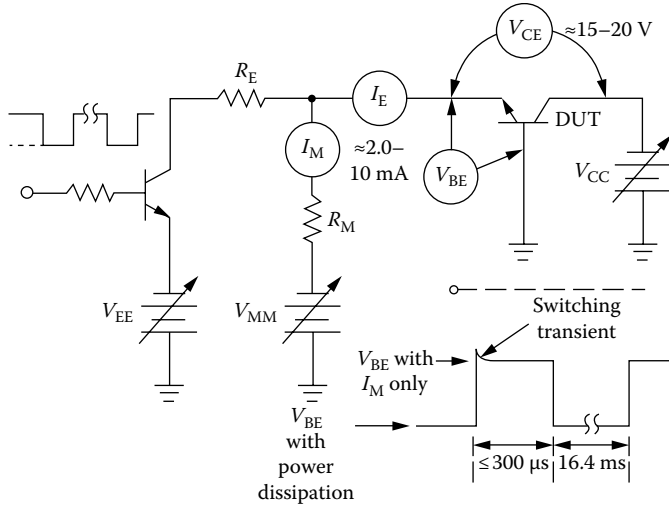 V_CE ≈15–20 V
R_E
I_E
DUT
I_M
≈2.0–
10 mA
V_BE
V_CC
R_M
V_EE
V_MM
Switching
transient
V_BE with
I_M only
V_BE
with
power
dissipation
≤300 μs
16.4 ms